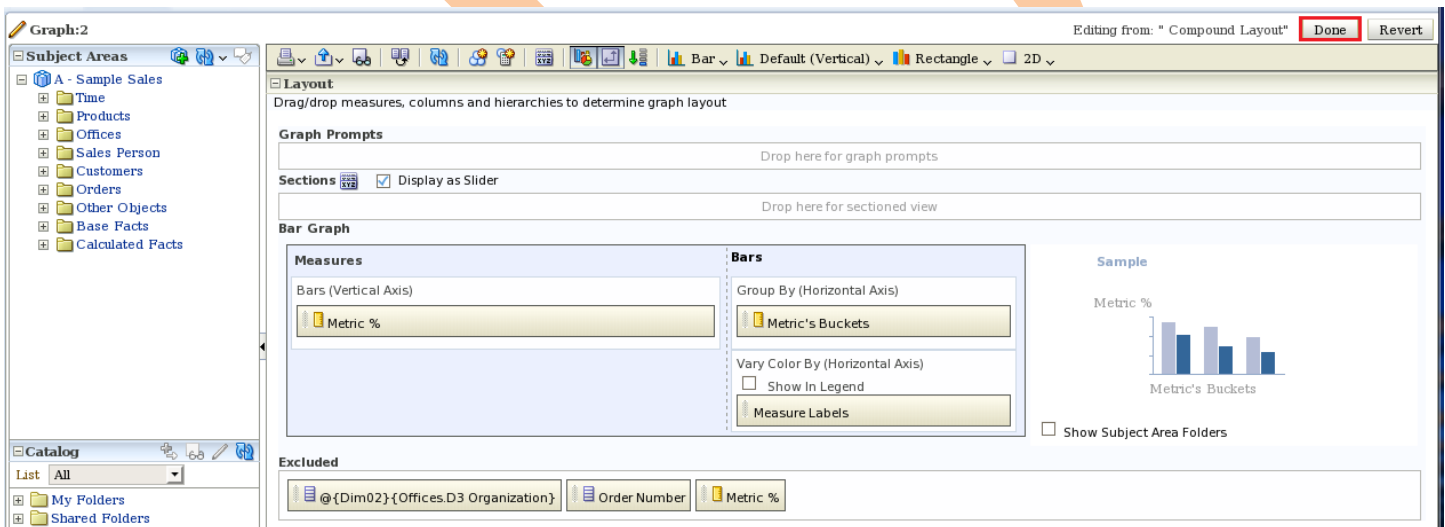 Graph:2
Editing from: " Compound Layout" Done Revert
Subject Areas
A - Sample Sales
Time
Products
Offices
Sales Person
Customers
Orders
Other Objects
Base Facts
Calculated Facts
Catalog
List All
My Folders
Shared Folders
Bar Default (Vertical) Rectangle 2D
Layout
Drag/drop measures, columns and hierarchies to determine graph layout
Graph Prompts
Drop here for graph prompts
Sections Display as Slider
Drop here for sectioned view
Bar Graph
Measures
Bars (Vertical Axis)
Metric %
Bars
Group By (Horizontal Axis)
Metric's Buckets
Vary Color By (Horizontal Axis)
Show In Legend
Measure Labels
Sample
Metric %
Metric's Buckets
Show Subject Area Folders
Excluded
@{Dim02}{Offices.D3 Organization} Order Number Metric %